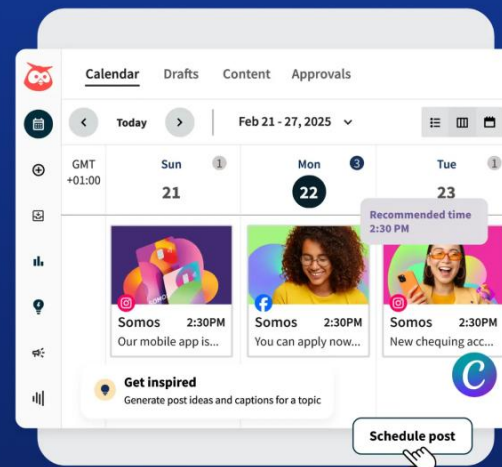 Calendar Drafts Content Approvals
Today Feb 21 - 27, 2025
GMT +01:00
Sun 1
21
Mon 3
22
Tue 1
23
Recommended time
2:30 PM
SOMOS
Somos 2:30PM
Our mobile app is...
Somos 2:30PM
You can apply now...
Somos 2:30PM
New chequing acc...
C
Get inspired
Generate post ideas and captions for a topic
Schedule post